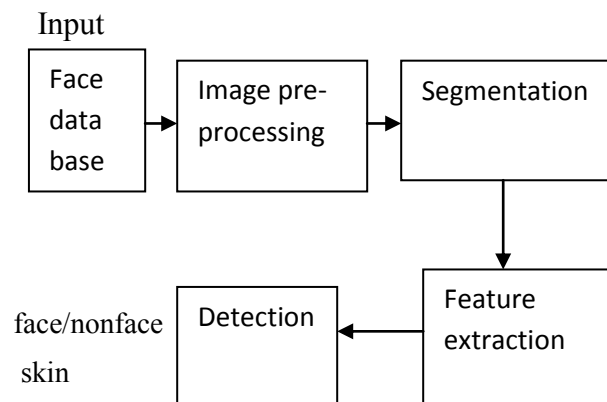 Input
Face
data
base
Image pre-
processing
Segmentation
Feature
extraction
Detection
face/nonface
skin